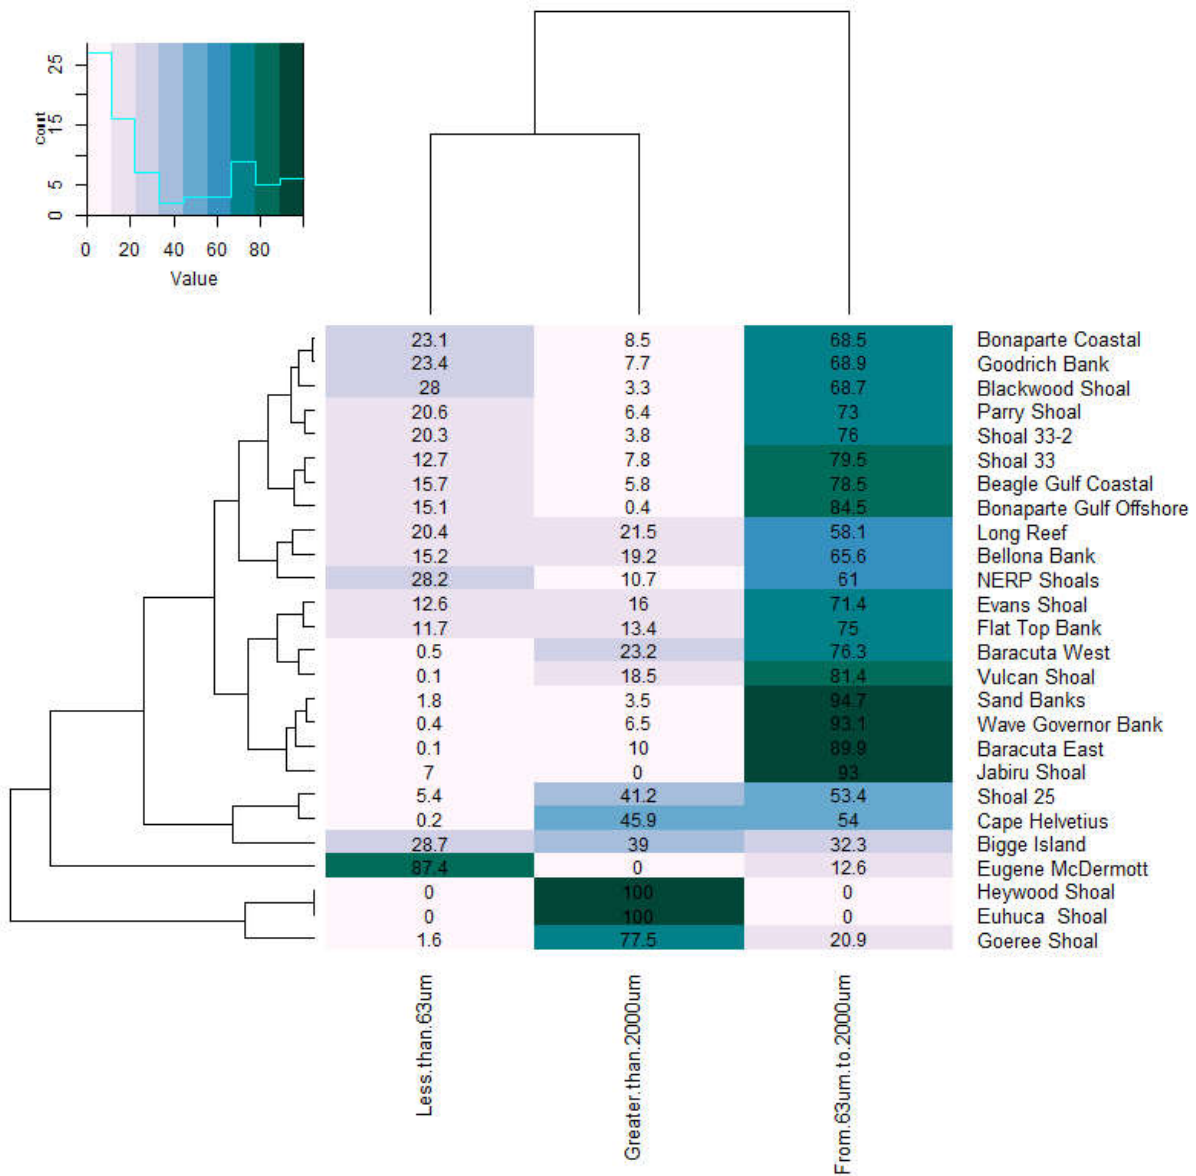 Count
25
15
5
0
0 20 40 60 80
Value
23.1 8.5 68.5 Bonaparte Coastal
23.4 7.7 68.9 Goodrich Bank
28 3.3 68.7 Blackwood Shoal
20.6 6.4 73 Parry Shoal
20.3 3.8 76 Shoal 33-2
12.7 7.8 79.5 Shoal 33
15.7 5.8 78.5 Beagle Gulf Coastal
15.1 0.4 84.5 Bonaparte Gulf Offshore
20.4 21.5 58.1 Long Reef
15.2 19.2 65.6 Bellona Bank
28.2 10.7 61 NERP Shoals
12.6 16 71.4 Evans Shoal
11.7 13.4 75 Flat Top Bank
0.5 23.2 76.3 Baracuta West
0.1 18.5 81.4 Vulcan Shoal
1.8 3.5 94.7 Sand Banks
0.4 6.5 93.1 Wave Governor Bank
0.1 10 89.9 Baracuta East
7 0 93 Jabiru Shoal
5.4 41.2 53.4 Shoal 25
0.2 45.9 54 Cape Helvetius
28.7 39 32.3 Bigge Island
87.4 0 12.6 Eugene McDermott
0 100 0 Heywood Shoal
0 100 0 Euhuca Shoal
1.6 77.5 20.9 Goeree Shoal
Less.than.63um
Greater.than.2000um
From.63um.to.2000um